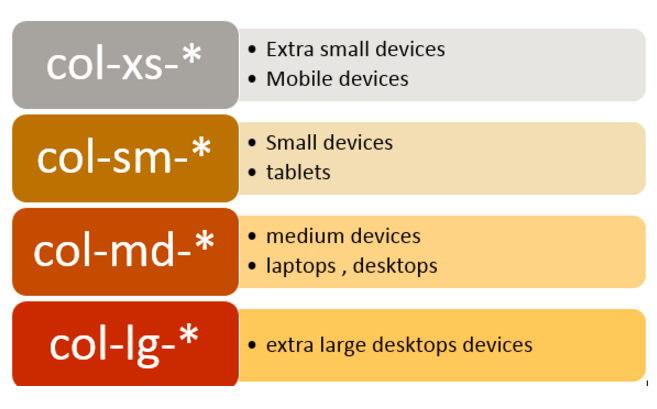 col-xs-*
• Extra small devices
• Mobile devices
col-sm-*
• Small devices
• tablets
col-md-*
• medium devices
• laptops , desktops
col-lg-*
• extra large desktops devices